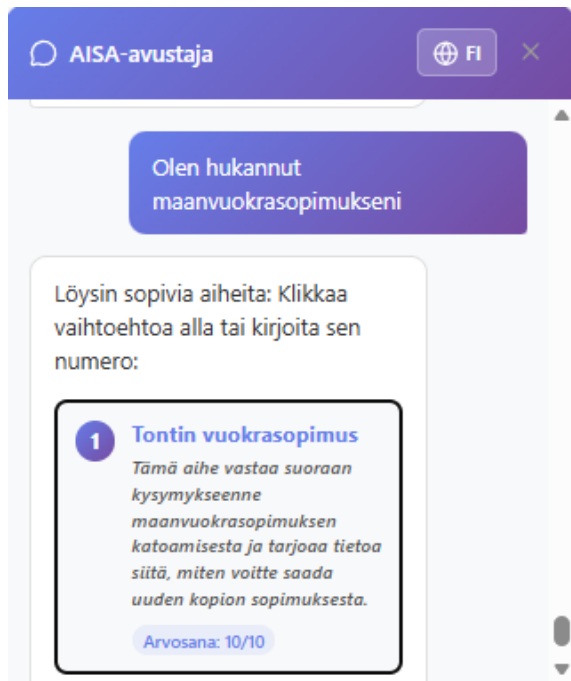 AISA-avustaja
FI
Olen hukannut
maanvuokrasopimukseni
Löysin sopivia aiheita: Klikkaa
vaihtoehtoa alla tai kirjoita sen
numero:
1
Tontin vuokrasopimus
Tämä aihe vastaa suoraan
kysymykseenne
maanvuokrasopimuksen
katoamisesta ja tarjoaa tietoa
siitä, miten voitte saada
uuden kopion sopimuksesta.
Arvosana: 10/10